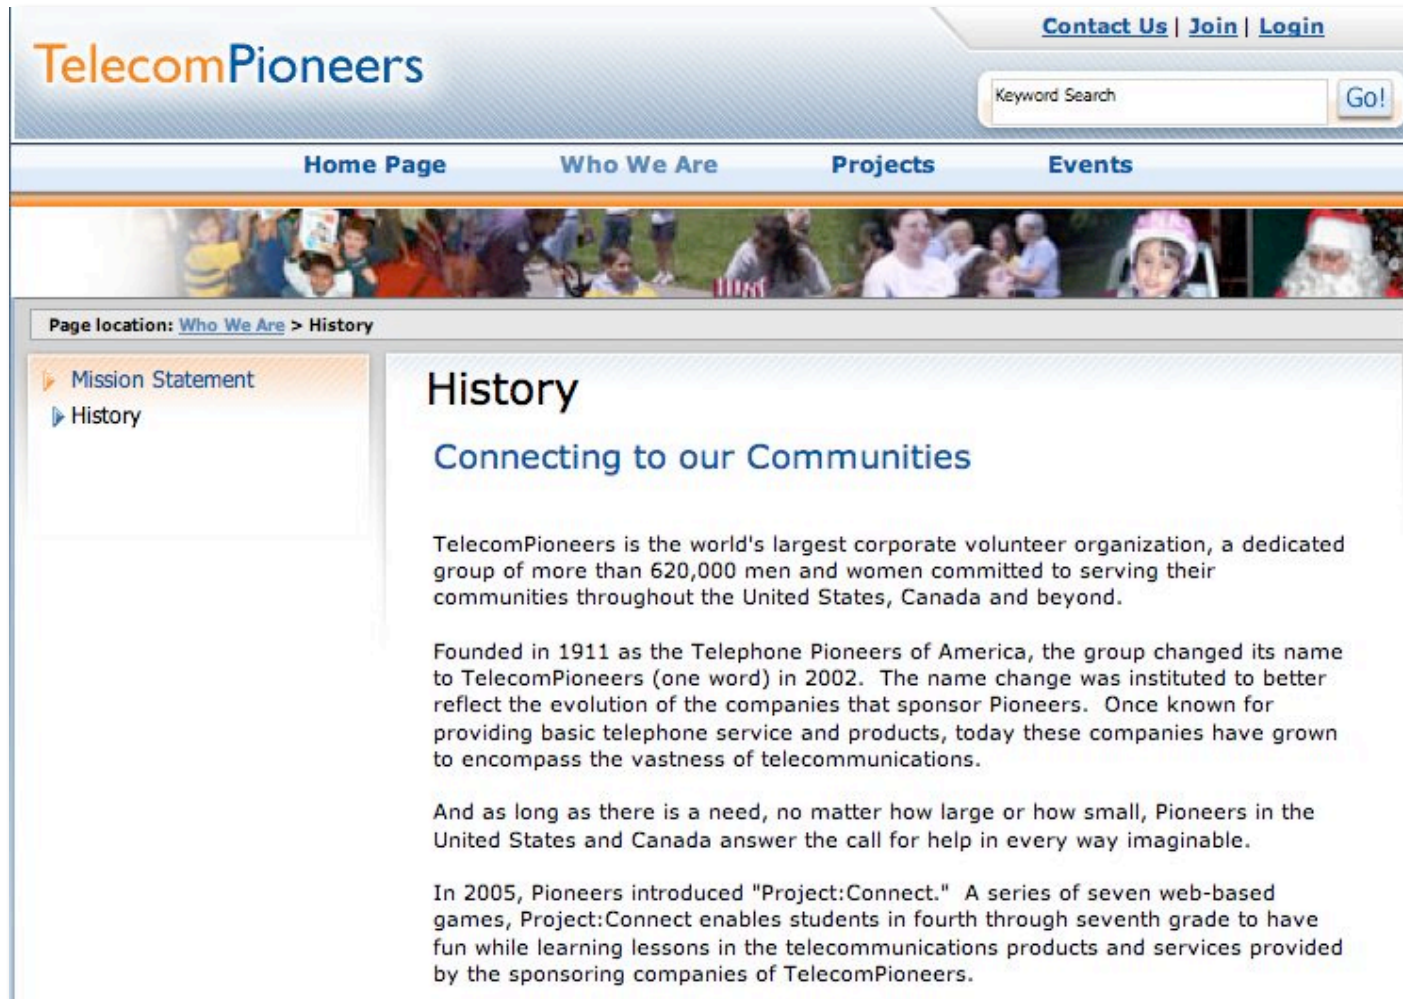 Contact Us | Join | Login
TelecomPioneers
Keyword Search
Go!
Home Page Who We Are Projects Events
Page location: Who We Are > History
Mission Statement
History
History
Connecting to our Communities
TelecomPioneers is the world's largest corporate volunteer organization, a dedicated
group of more than 620,000 men and women committed to serving their
communities throughout the United States, Canada and beyond.
Founded in 1911 as the Telephone Pioneers of America, the group changed its name
to TelecomPioneers (one word) in 2002.  The name change was instituted to better
reflect the evolution of the companies that sponsor Pioneers.  Once known for
providing basic telephone service and products, today these companies have grown
to encompass the vastness of telecommunications.
And as long as there is a need, no matter how large or how small, Pioneers in the
United States and Canada answer the call for help in every way imaginable.
In 2005, Pioneers introduced "Project:Connect."  A series of seven web-based
games, Project:Connect enables students in fourth through seventh grade to have
fun while learning lessons in the telecommunications products and services provided
by the sponsoring companies of TelecomPioneers.